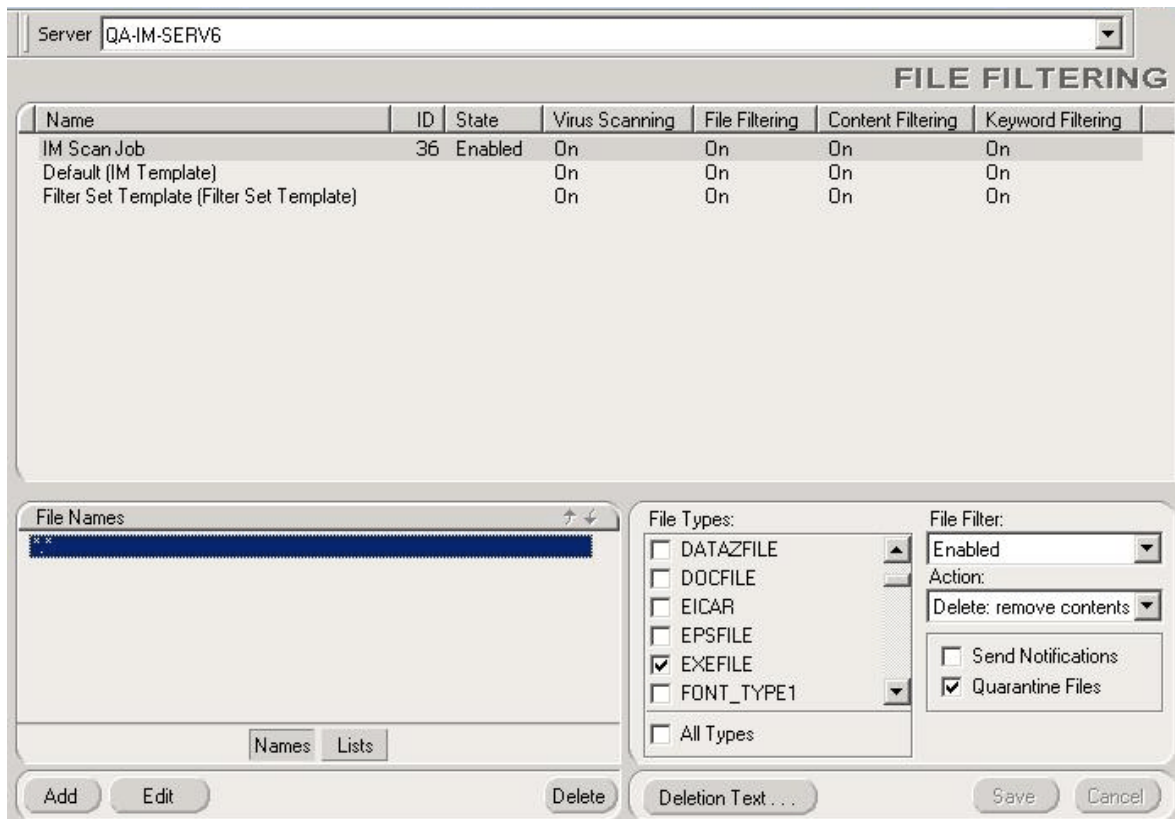 Server QA-IM-SERV6
FILE FILTERING
Name ID State Virus Scanning File Filtering Content Filtering Keyword Filtering
IM Scan Job 36 Enabled On On On On
Default (IM Template) On On On On
Filter Set Template (Filter Set Template) On On On On
File Names
*.*
Names Lists
Add Edit Delete
File Types:
DATAZFILE
DOCFILE
EICAR
EPSFILE
EXEFILE
FONT_TYPE1
All Types
File Filter:
Enabled
Action:
Delete: remove contents
Send Notifications
Quarantine Files
Deletion Text . . . Save Cancel